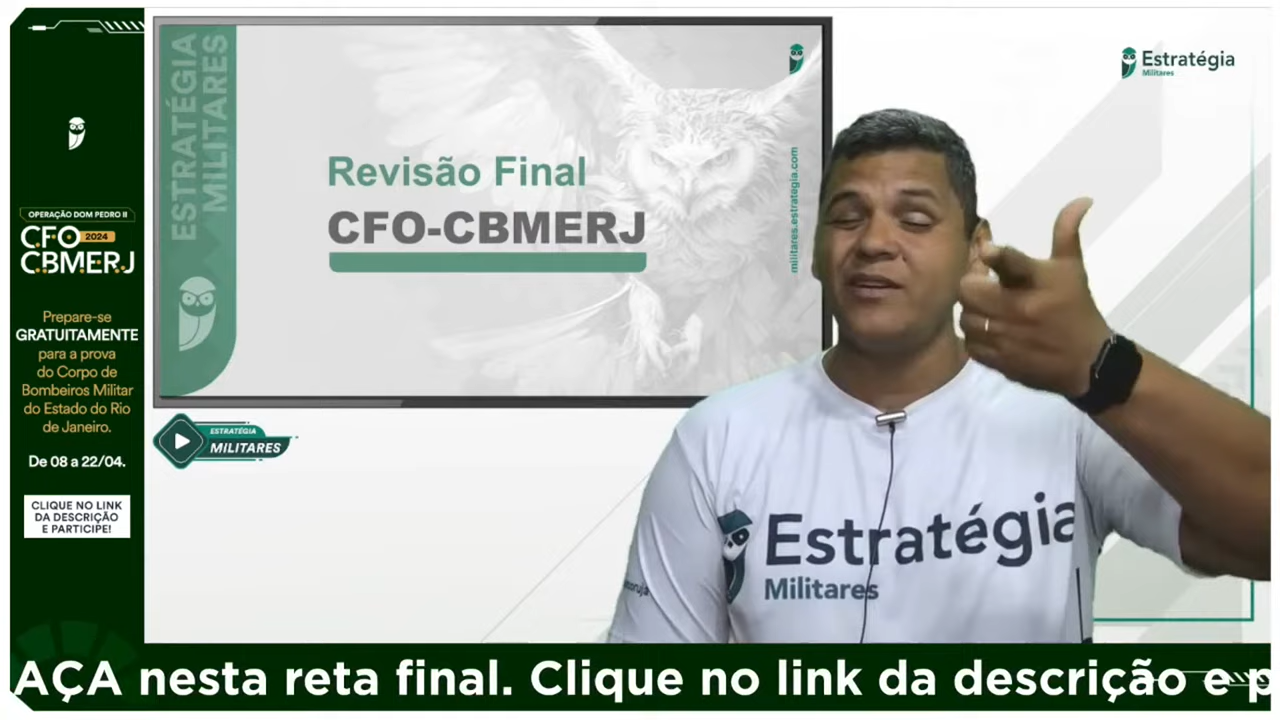 OPERAÇÃO DOM PEDRO II
CFO 2024
CBMERJ
Prepare-se
GRATUITAMENTE
para a prova
do Corpo de
Bombeiros Militar
do Estado do Rio
de Janeiro.
De 08 a 22/04.
CLIQUE NO LINK
DA DESCRIÇÃO
E PARTICIPE!
ESTRATÉGIA
MILITARES
Revisão Final
CFO-CBMERJ
militares.estrategia.com
ESTRATÉGIA
MILITARES
Estratégia
Militares
Estratégia
Militares
coruja
AÇA nesta reta final. Clique no link da descrição e p